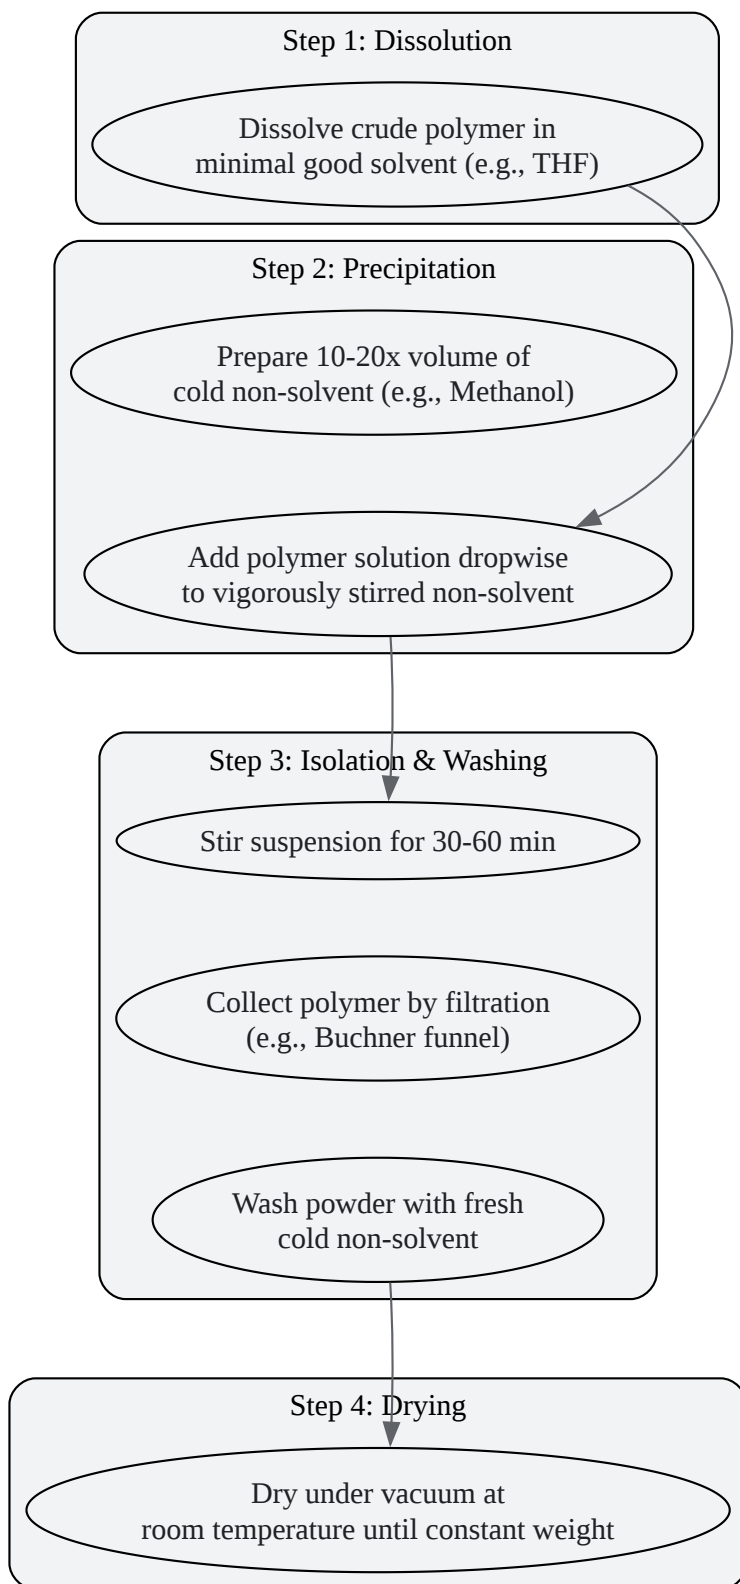 Step 1: Dissolution
Dissolve crude polymer in
minimal good solvent (e.g., THF)
Step 2: Precipitation
Prepare 10-20x volume of
cold non-solvent (e.g., Methanol)
Add polymer solution dropwise
to vigorously stirred non-solvent
Step 3: Isolation & Washing
Stir suspension for 30-60 min
Collect polymer by filtration
(e.g., Buchner funnel)
Wash powder with fresh
cold non-solvent
Step 4: Drying
Dry under vacuum at
room temperature until constant weight